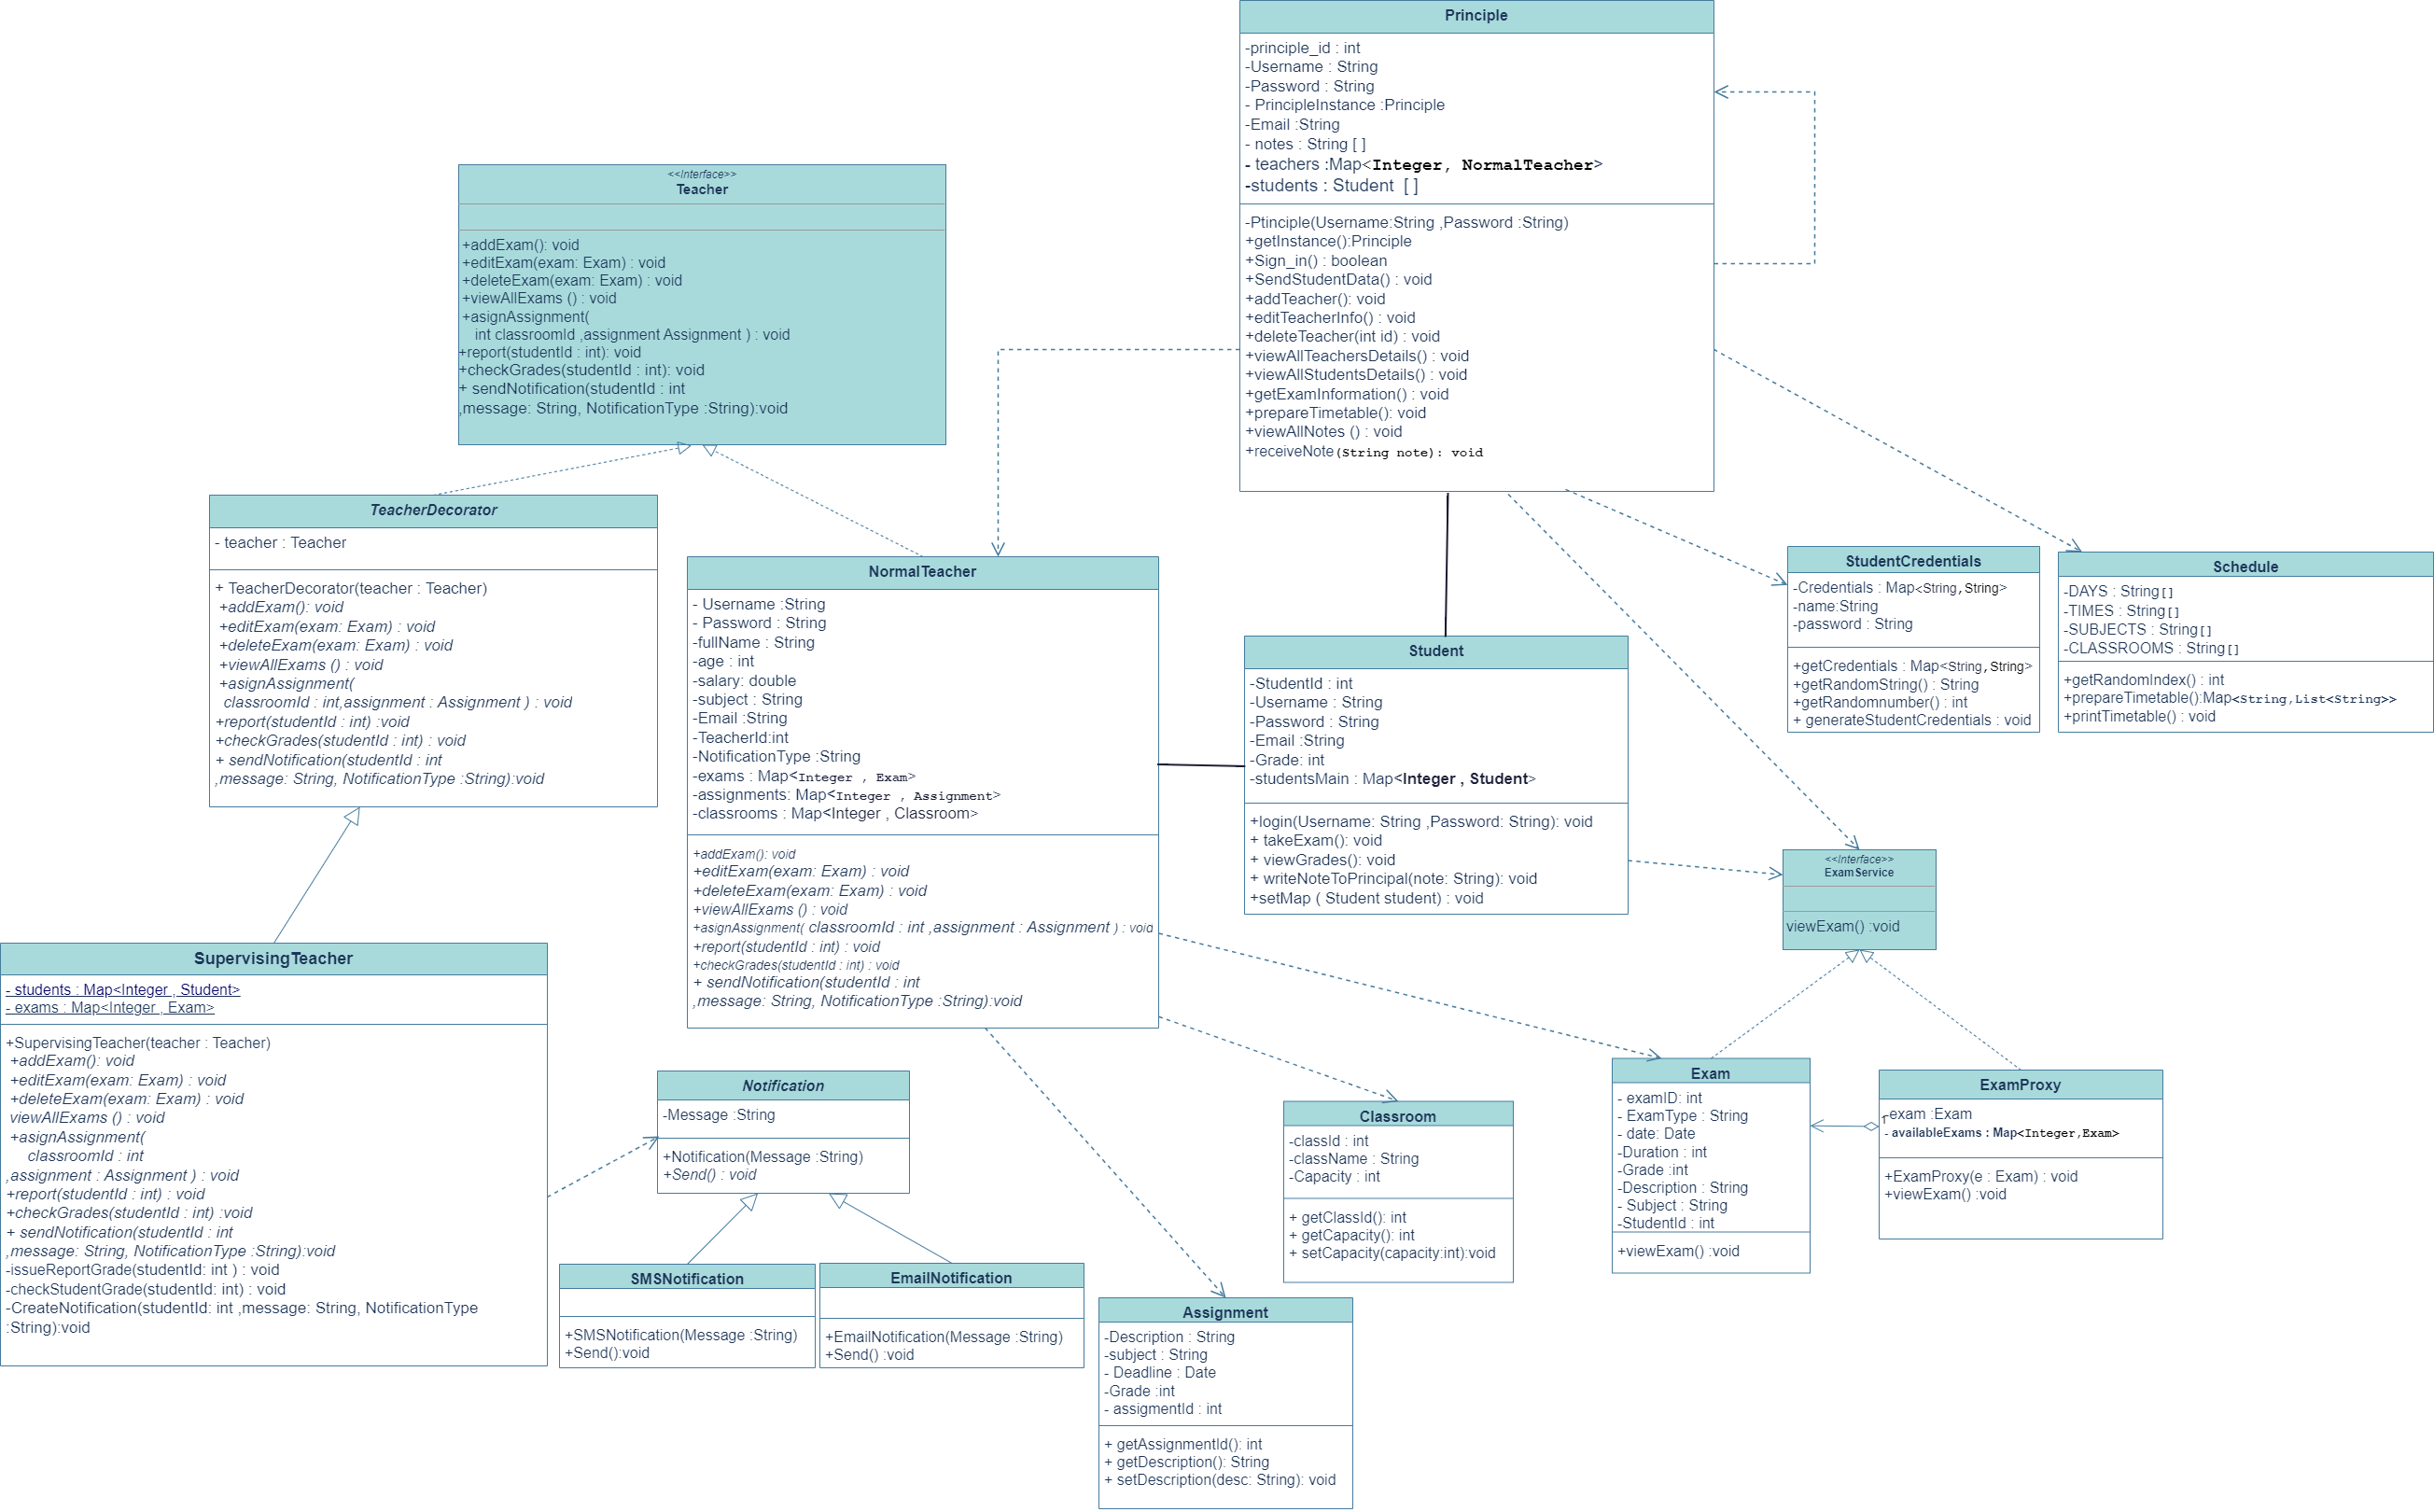 Principle
-principle_id : int
-Username : String
-Password : String
- PrincipleInstance :Principle
-Email :String
- notes : String [ ]
- teachers :Map<Integer, NormalTeacher>
-students : Student [ ]
-Ptinciple(Username:String ,Password :String)
+getInstance():Principle
+Sign_in() : boolean
+SendStudentData() : void
+addTeacher(): void
+editTeacherInfo() : void
+deleteTeacher(int id) : void
+viewAllTeachersDetails() : void
+viewAllStudentsDetails() : void
+getExamInformation() : void
+prepareTimetable(): void
+viewAllNotes () : void
+receiveNote(String note): void
<<Interface>>
Teacher
+addExam(): void
+editExam(exam: Exam) : void
+deleteExam(exam: Exam) : void
+viewAllExams () : void
+asignAssignment(
int classroomId ,assignment Assignment ) : void
+report(studentId : int): void
+checkGrades(studentId : int): void
+ sendNotification(studentId : int
,message: String, NotificationType :String):void
TeacherDecorator
- teacher : Teacher
+ TeacherDecorator(teacher : Teacher)
+addExam(): void
+editExam(exam: Exam) : void
+deleteExam(exam: Exam) : void
+viewAllExams () : void
+asignAssignment(
classroomId : int,assignment : Assignment ) : void
+report(studentId : int) :void
+checkGrades(studentId : int) : void
+ sendNotification(studentId : int
,message: String, NotificationType :String):void
NormalTeacher
- Username :String
- Password : String
-fullName : String
-age : int
-salary: double
-subject : String
-Email :String
-TeacherId:int
-NotificationType :String
-exams : Map<Integer , Exam>
-assignments: Map<Integer , Assignment>
-classrooms : Map<Integer , Classroom>
+addExam(): void
+editExam(exam: Exam) : void
+deleteExam(exam: Exam) : void
+viewAllExams () : void
+asignAssignment( classroomId : int ,assignment : Assignment ) : void
+report(studentId : int) : void
+checkGrades(studentId : int) : void
+ sendNotification(studentId : int
,message: String, NotificationType :String):void
Student
-StudentId : int
-Username : String
-Password : String
-Email :String
-Grade: int
-studentsMain : Map<Integer , Student>
+login(Username: String ,Password: String): void
+ takeExam(): void
+ viewGrades(): void
+ writeNoteToPrincipal(note: String): void
+setMap ( Student student) : void
StudentCredentials
-Credentials : Map<String,String>
-name:String
-password : String
+getCredentials : Map<String,String>
+getRandomString() : String
+getRandomnumber() : int
+ generateStudentCredentials : void
Schedule
-DAYS : String[]
-TIMES : String[]
-SUBJECTS : String[]
-CLASSROOMS : String[]
+getRandomIndex() : int
+prepareTimetable():Map<String,List<String>>
+printTimetable() : void
<<Interface>>
ExamService
viewExam() :void
SupervisingTeacher
- students : Map<Integer , Student>
- exams : Map<Integer , Exam>
+SupervisingTeacher(teacher : Teacher)
+addExam(): void
+editExam(exam: Exam) : void
+deleteExam(exam: Exam) : void
viewAllExams () : void
+asignAssignment(
classroomId : int
,assignment : Assignment ) : void
+report(studentId : int) : void
+checkGrades(studentId : int) :void
+ sendNotification(studentId : int
,message: String, NotificationType :String):void
-issueReportGrade(studentId: int ) : void
-checkStudentGrade(studentId: int) : void
-CreateNotification(studentId: int ,message: String, NotificationType
:String):void
Notification
-Message :String
+Notification(Message :String)
+Send() : void
SMSNotification
+SMSNotification(Message :String)
+Send():void
EmailNotification
+EmailNotification(Message :String)
+Send() :void
Classroom
-classId : int
-className : String
-Capacity : int
+ getClassId(): int
+ getCapacity(): int
+ setCapacity(capacity:int):void
Assignment
-Description : String
-subject : String
- Deadline : Date
-Grade :int
- assigmentId : int
+ getAssignmentId(): int
+ getDescription(): String
+ setDescription(desc: String): void
Exam
- examID: int
- ExamType : String
- date: Date
-Duration : int
-Grade :int
-Description : String
- Subject : String
-StudentId : int
+viewExam() :void
ExamProxy
-exam :Exam
- availableExams : Map<Integer,Exam>
+ExamProxy(e : Exam) : void
+viewExam() :void